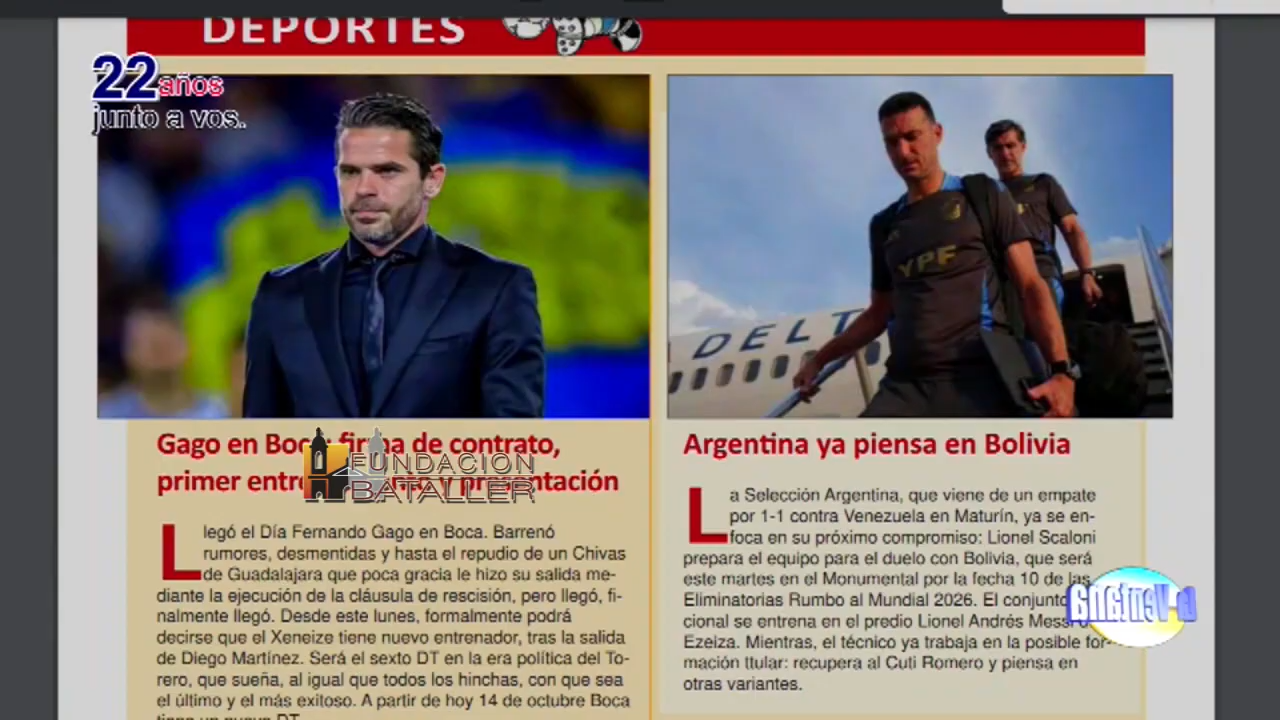 DEPORTES
22 años
junto a vos.
YPF
DELT
Gago en Boca: firma de contrato,
primer entre y presentación
FUNDACION
BATALLER
Llegó el Día Fernando Gago en Boca. Barrenó
rumores, desmentidas y hasta el repudio de un Chivas
de Guadalajara que poca gracia le hizo su salida me-
diante la ejecución de la cláusula de rescisión, pero llegó, fi-
nalmente llegó. Desde este lunes, formalmente podrá
decirse que el Xeneize tiene nuevo entrenador, tras la salida
de Diego Martínez. Será el sexto DT en la era política del To-
rero, que sueña, al igual que todos los hinchas, con que sea
el último y el más exitoso. A partir de hoy 14 de octubre Boca
tiene un nuevo DT.
Argentina ya piensa en Bolivia
La Selección Argentina, que viene de un empate
por 1-1 contra Venezuela en Maturín, ya se en-
foca en su próximo compromiso: Lionel Scaloni
prepara el equipo para el duelo con Bolivia, que será
este martes en el Monumental por la fecha 10 de las
Eliminatorias Rumbo al Mundial 2026. El conjunto
cional se entrena en el predio Lionel Andrés Messi
Ezeiza. Mientras, el técnico ya trabaja en la posible for-
mación ttular: recupera al Cuti Romero y piensa en
otras variantes.
la Ventana